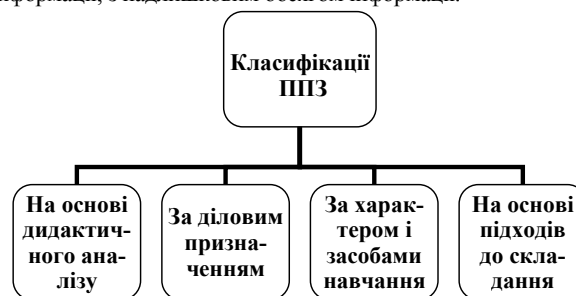 Класифікації
ППЗ
На основі
дидактич-
ного ана-
лізу
За діловим
призна-
ченням
За харак-
тером і
засобами
навчання
На основі
підходів
до скла-
дання